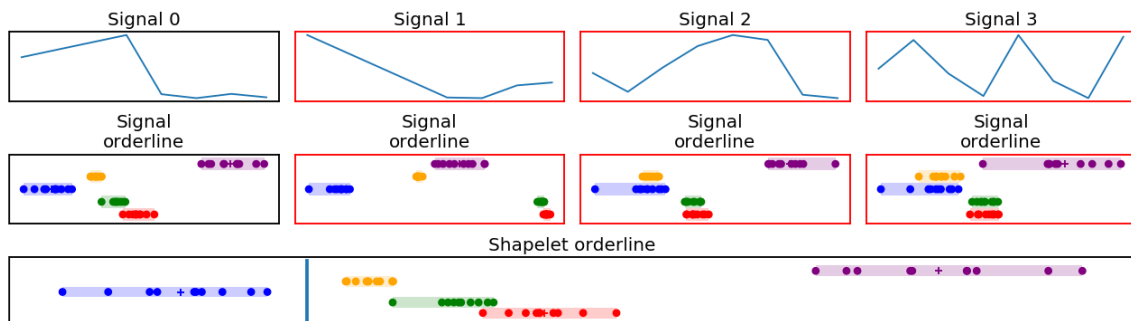 Signal 0
Signal 1
Signal 2
Signal 3
Signal
orderline
Signal
orderline
Signal
orderline
Signal
orderline
Shapelet orderline